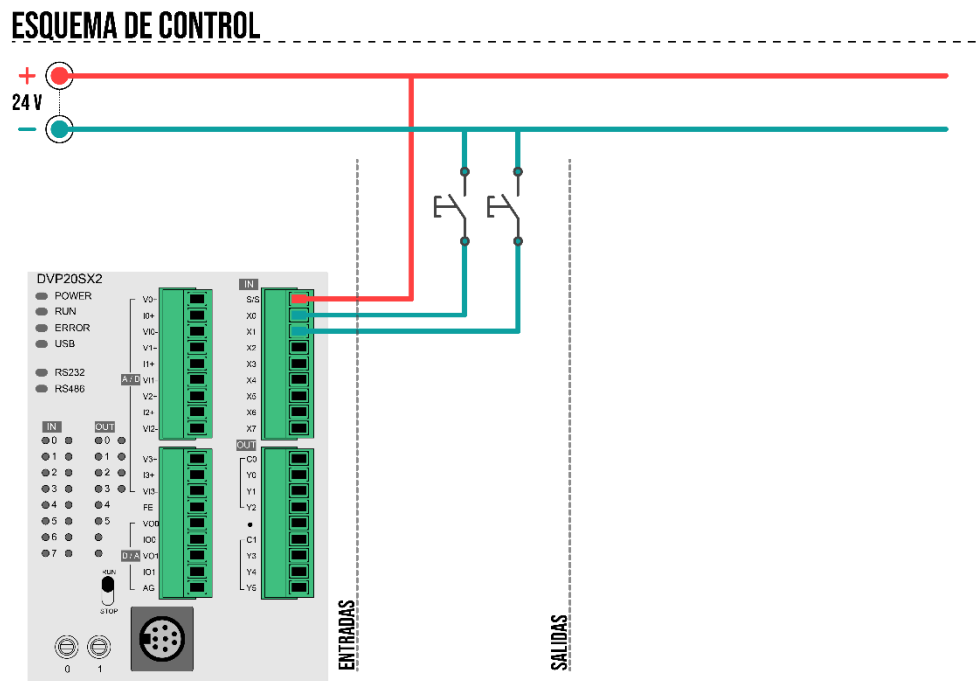 ESQUEMA DE CONTROL
+
24 V
−
DVP20SX2
POWER
RUN
ERROR
USB
RS232
RS486
IN
OUT
0
0
1
1
2
2
3
3
4
4
5
5
6
7
RUN
STOP
0
1
A / D
V0-
I0+
VI0-
V1-
I1+
VI1-
V2-
I2+
VI2-
V3-
I3+
VI3-
FE
D / A
VO0
IO0
VO1
IO1
AG
IN
S/S
X0
X1
X2
X3
X4
X5
X6
X7
OUT
C0
Y0
Y1
Y2
●
C1
Y3
Y4
Y5
ENTRADAS
SALIDAS